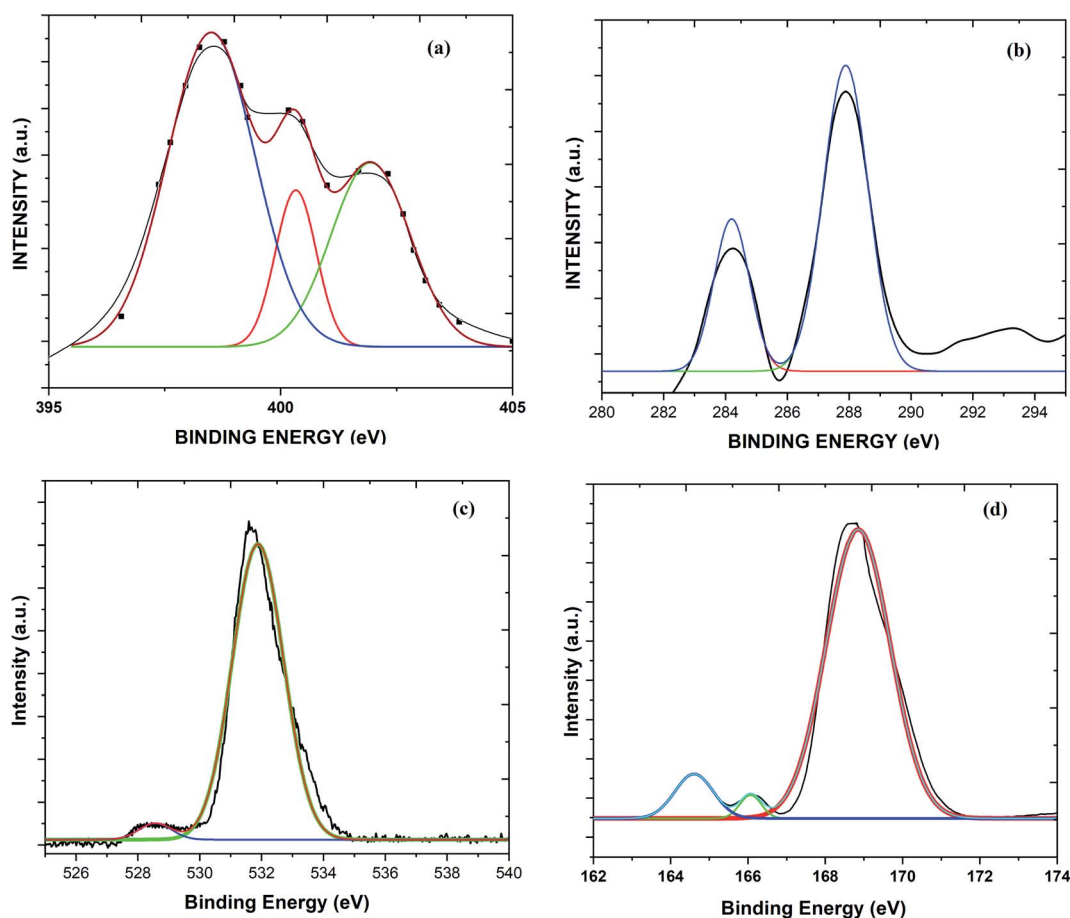 (a)
INTENSITY (a.u.)
395 400 405
BINDING ENERGY (eV)
(b)
INTENSITY (a.u.)
280 282 284 286 288 290 292 294
BINDING ENERGY (eV)
(c)
Intensity (a.u.)
526 528 530 532 534 536 538 540
Binding Energy (eV)
(d)
Intensity (a.u.)
162 164 166 168 170 172 174
Binding Energy (eV)